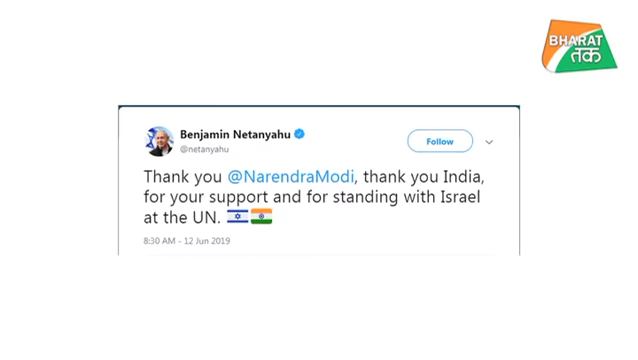 BHARAT
तक
Benjamin Netanyahu
@netanyahu
Follow
Thank you @NarendraModi, thank you India,
for your support and for standing with Israel
at the UN. 🇮🇱🇮🇳
8:30 AM - 12 Jun 2019